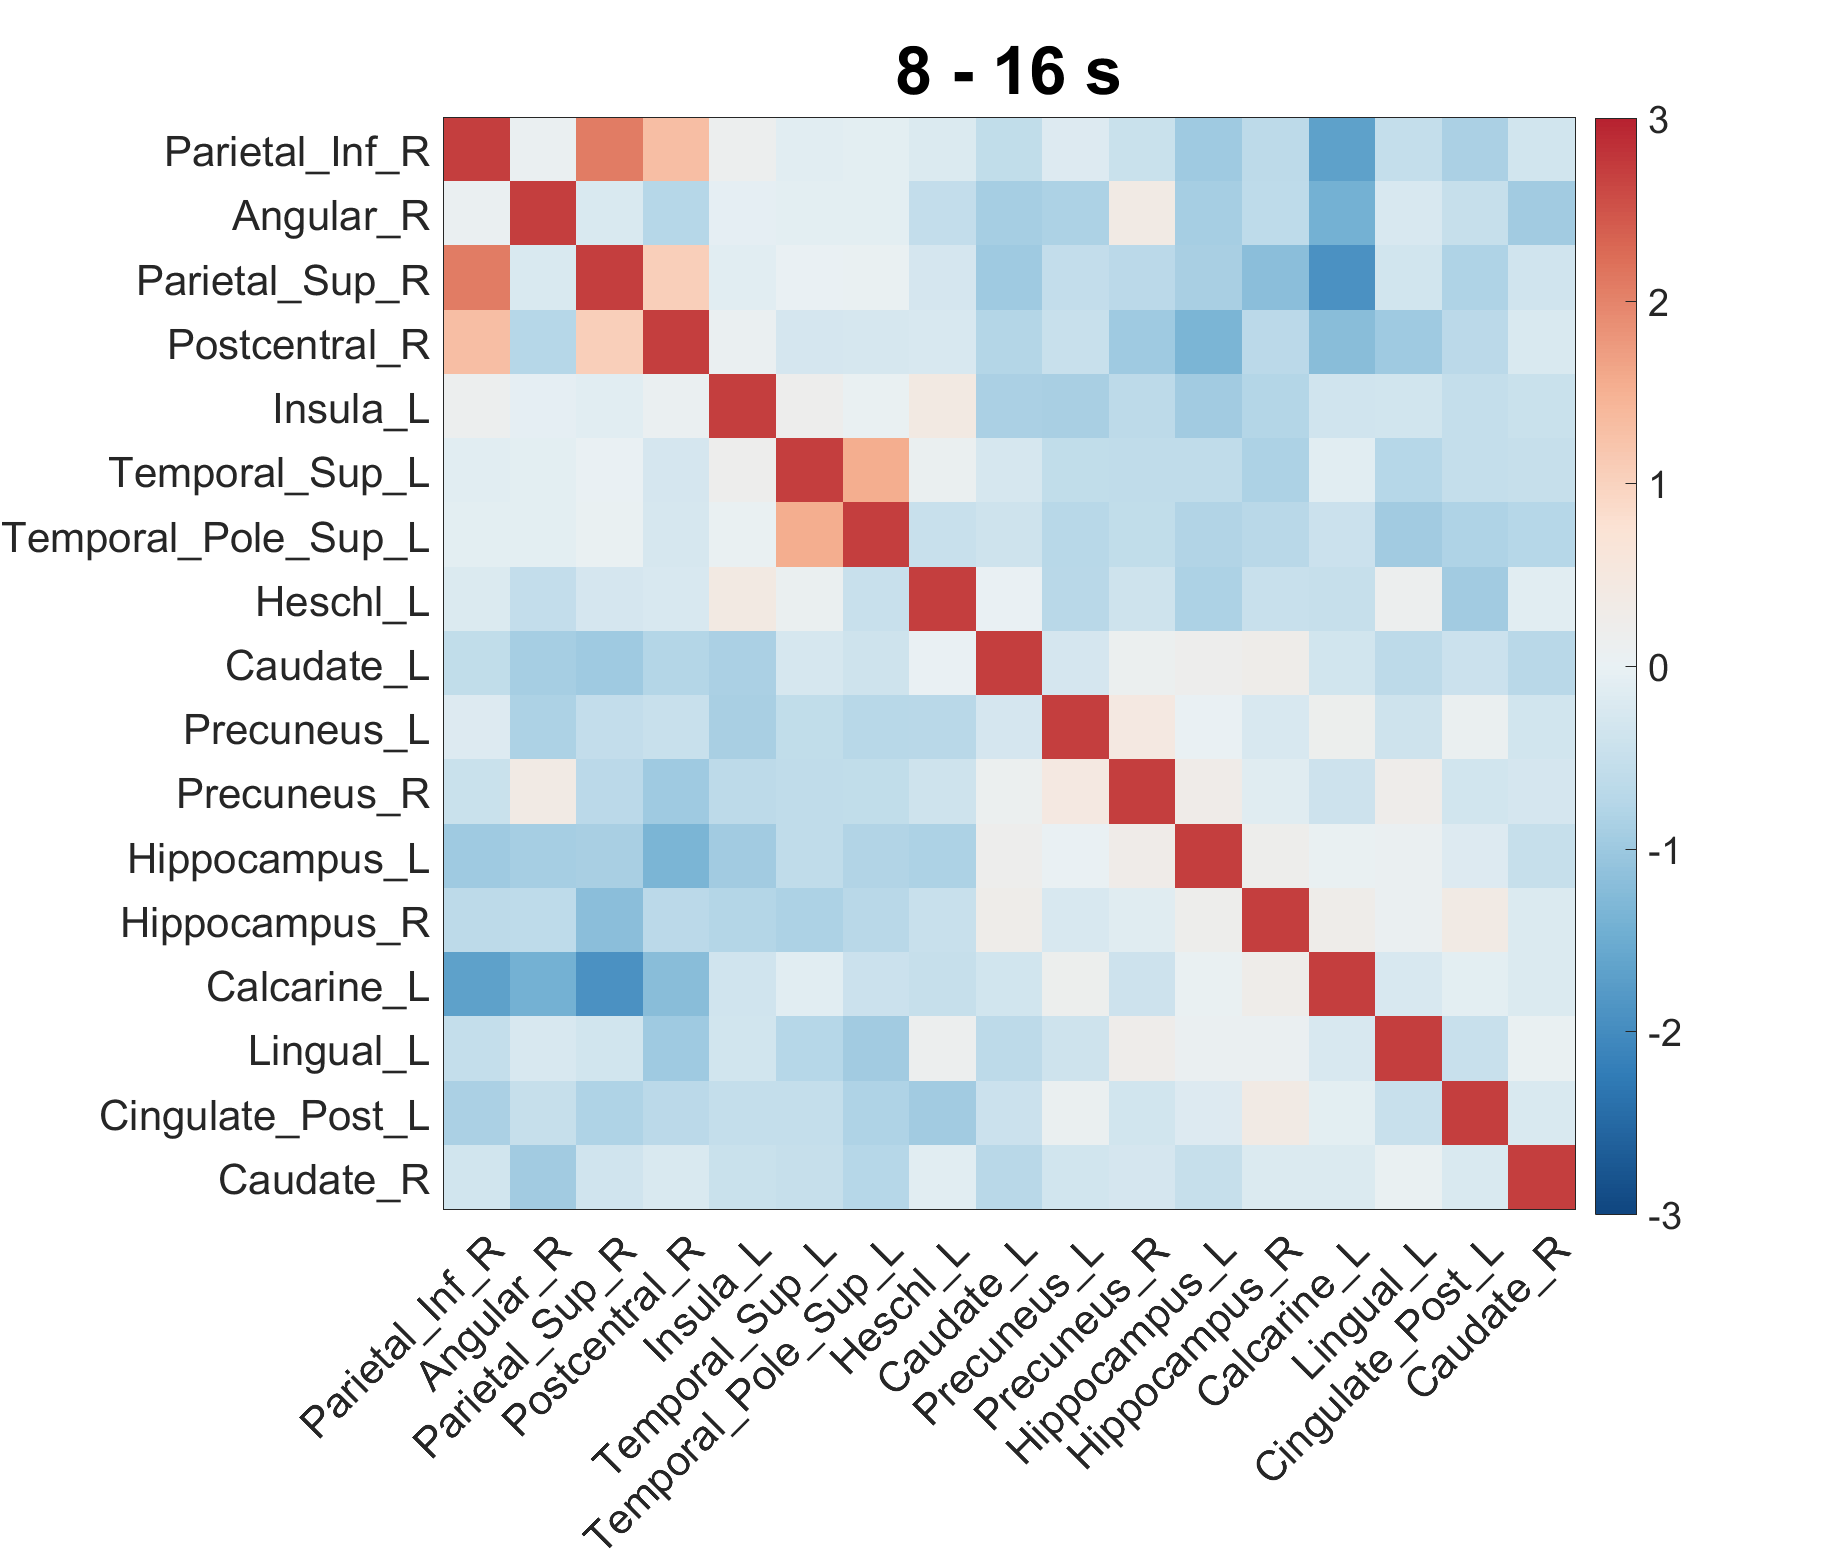 8 - 16 s
Parietal_Inf_R
Angular_R
Parietal_Sup_R
Postcentral_R
Insula_L
Temporal_Sup_L
Temporal_Pole_Sup_L
Heschl_L
Caudate_L
Precuneus_L
Precuneus_R
Hippocampus_L
Hippocampus_R
Calcarine_L
Lingual_L
Cingulate_Post_L
Caudate_R
Parietal_Inf_R
Angular_R
Parietal_Sup_R
Postcentral_R
Insula_L
Temporal_Sup_L
Temporal_Pole_Sup_L
Heschl_L
Caudate_L
Precuneus_L
Precuneus_R
Hippocampus_L
Hippocampus_R
Calcarine_L
Lingual_L
Cingulate_Post_L
Caudate_R
3
2
1
0
-1
-2
-3